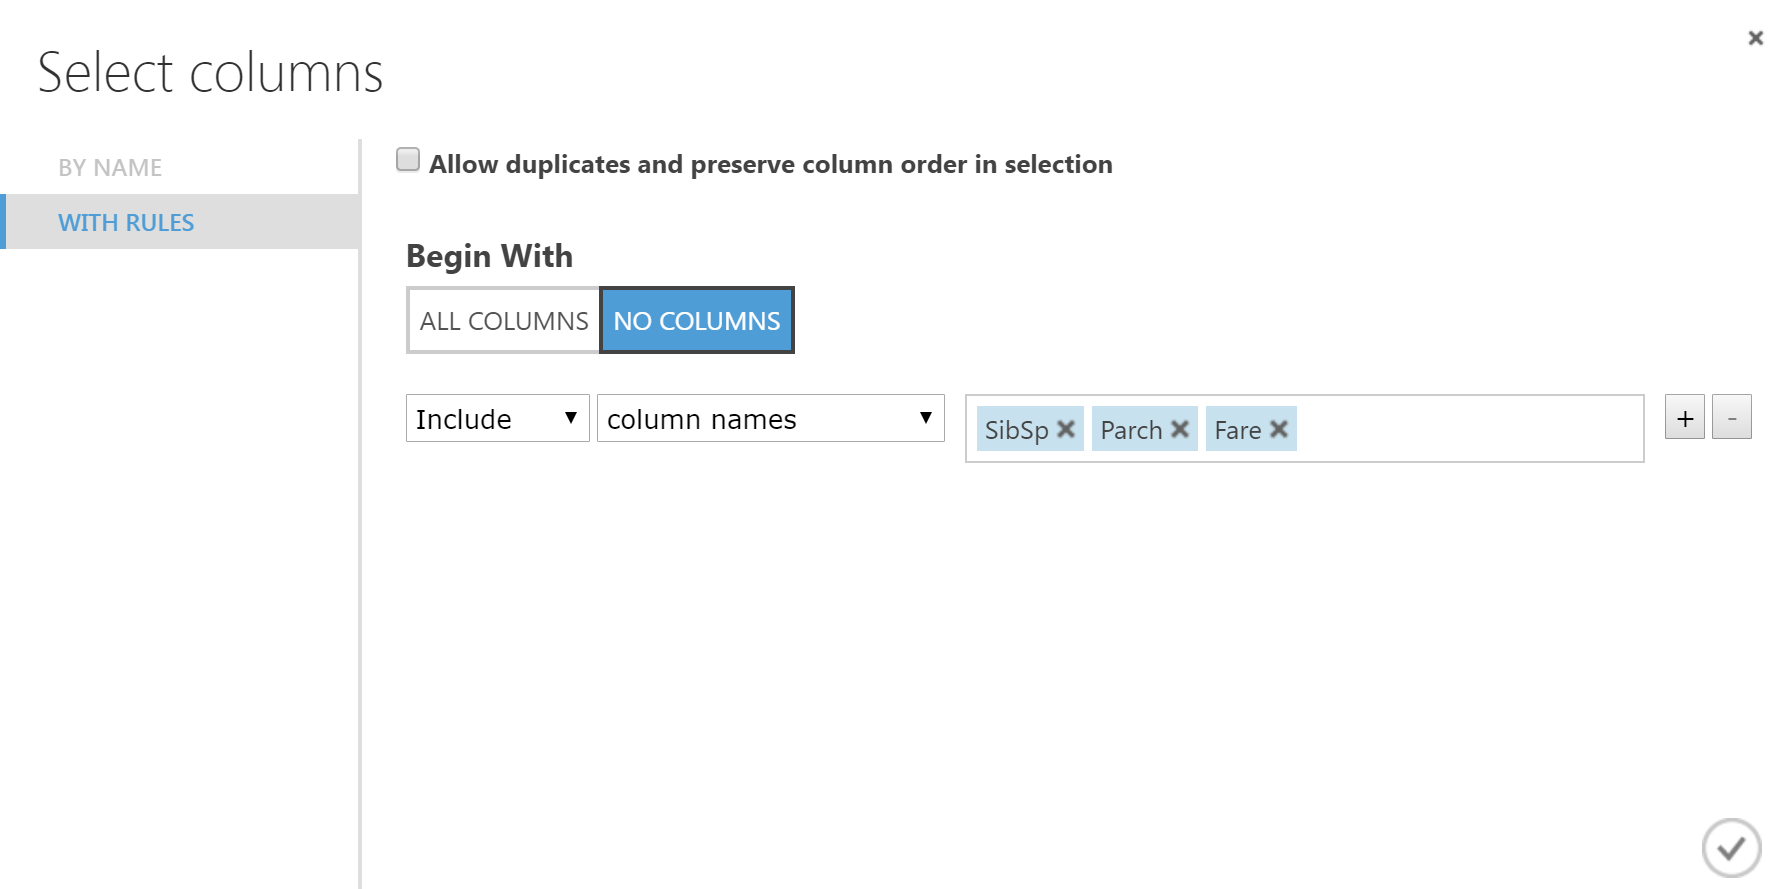 Select columns
BY NAME
WITH RULES
Allow duplicates and preserve column order in selection
Begin With
ALL COLUMNS NO COLUMNS
Include column names SibSp Parch Fare + -